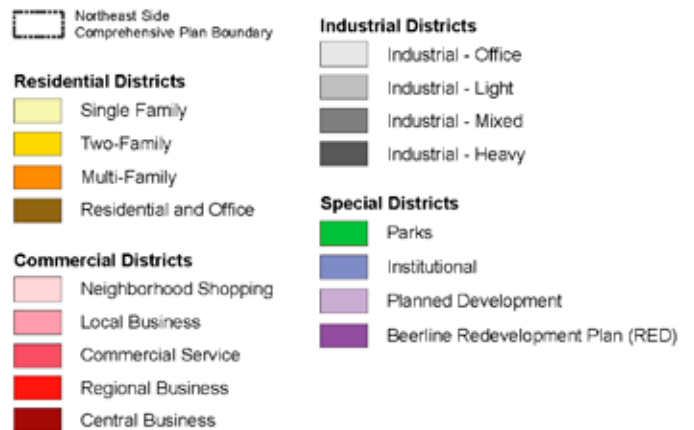 Northeast Side
Comprehensive Plan Boundary
Residential Districts
Single Family
Two-Family
Multi-Family
Residential and Office
Commercial Districts
Neighborhood Shopping
Local Business
Commercial Service
Regional Business
Central Business
Industrial Districts
Industrial - Office
Industrial - Light
Industrial - Mixed
Industrial - Heavy
Special Districts
Parks
Institutional
Planned Development
Beerline Redevelopment Plan (RED)